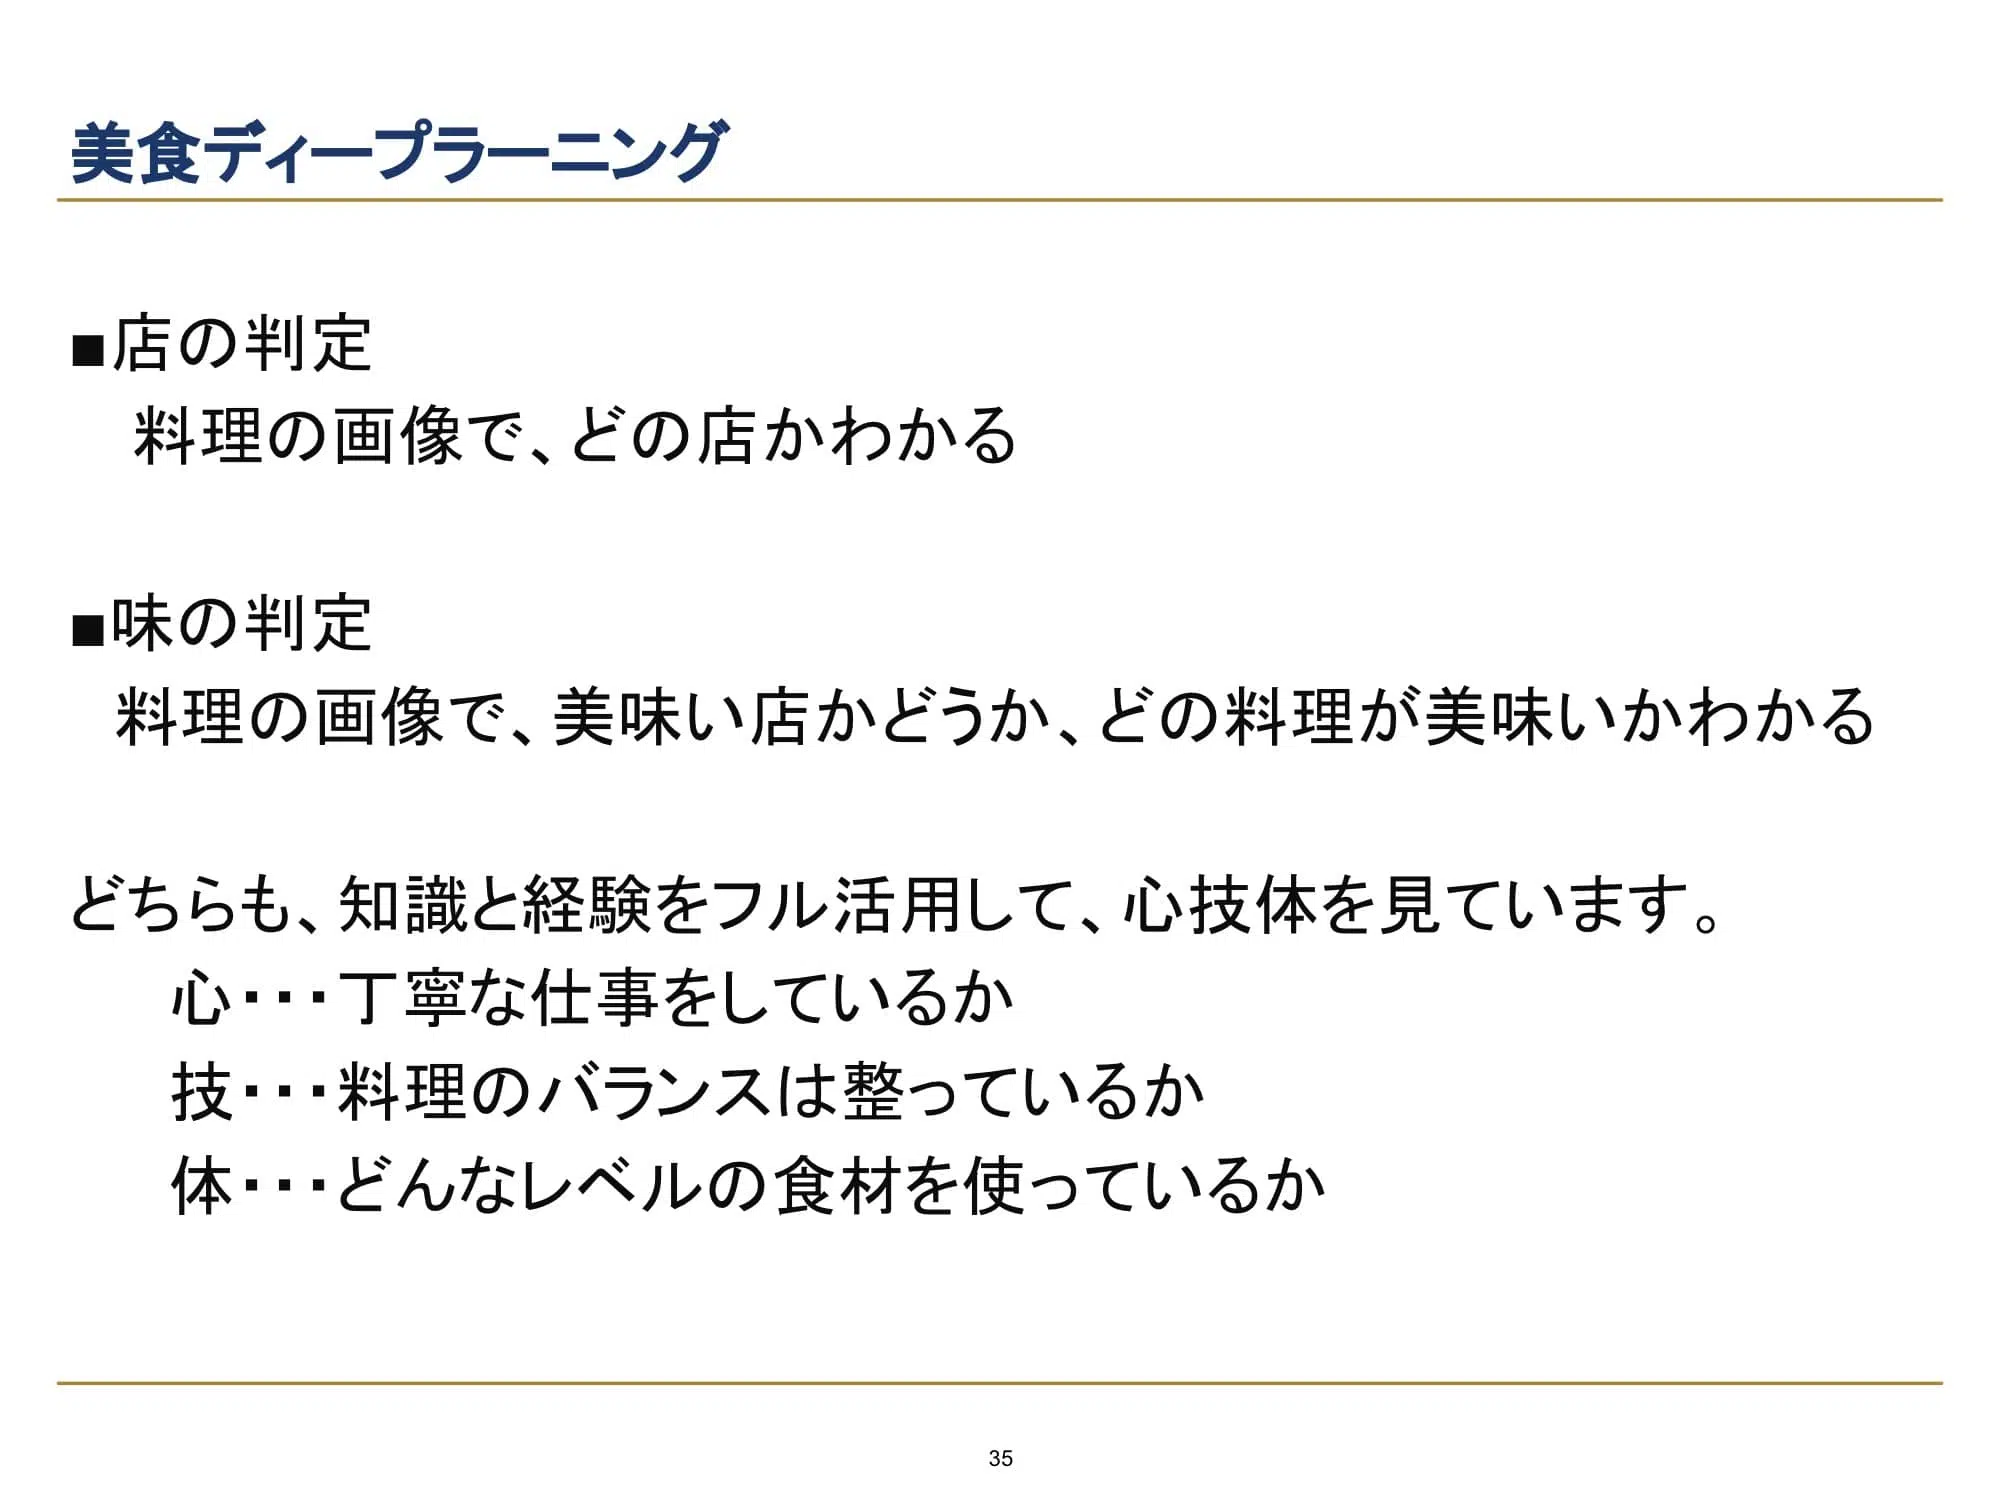 美食ディープラーニング
■店の判定
料理の画像で、どの店かわかる
■味の判定
料理の画像で、美味い店かどうか、どの料理が美味いかわかる
どちらも、知識と経験をフル活用して、心技体を見ています。
心・・・丁寧な仕事をしているか
技・・・料理のバランスは整っているか
体・・・どんなレベルの食材を使っているか
35